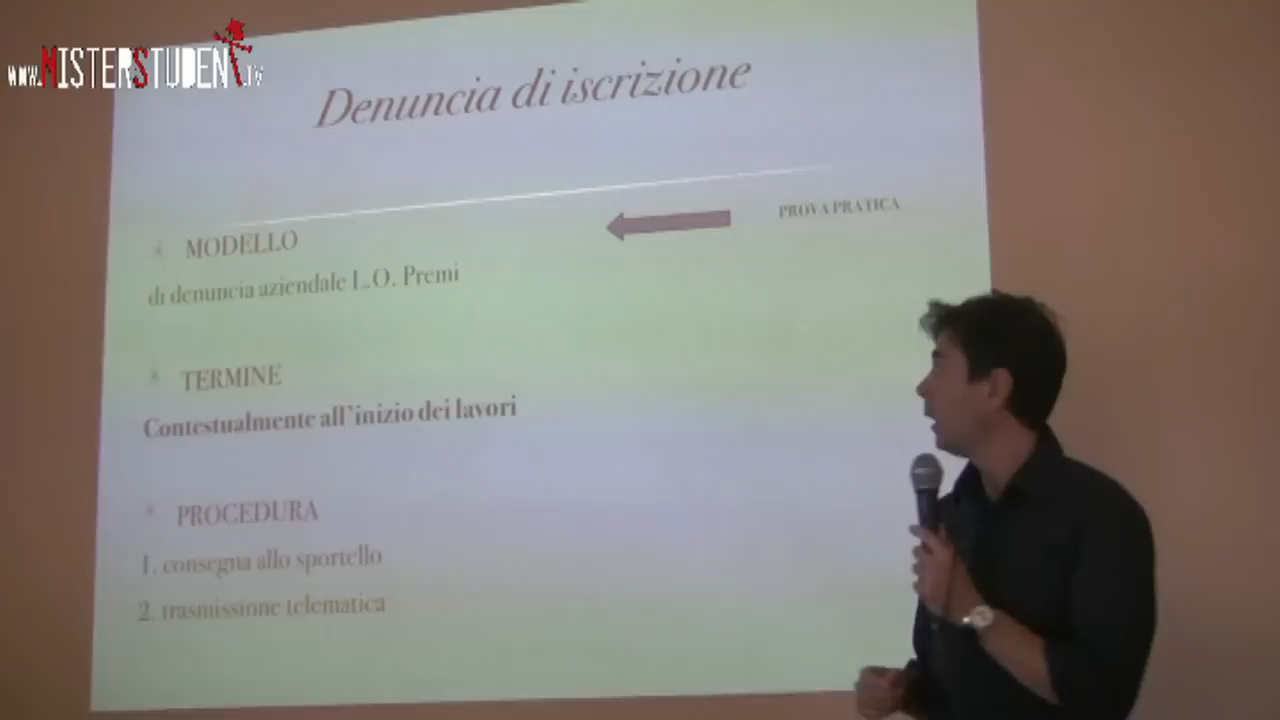 www.MISTERSTUDENT.TV
Denuncia di iscrizione
PROVA PRATICA
* MODELLO
di denuncia aziendale L.O. Premi
* TERMINE
Contestualmente all'inizio dei lavori
* PROCEDURA
1. consegna allo sportello
2. trasmissione telematica